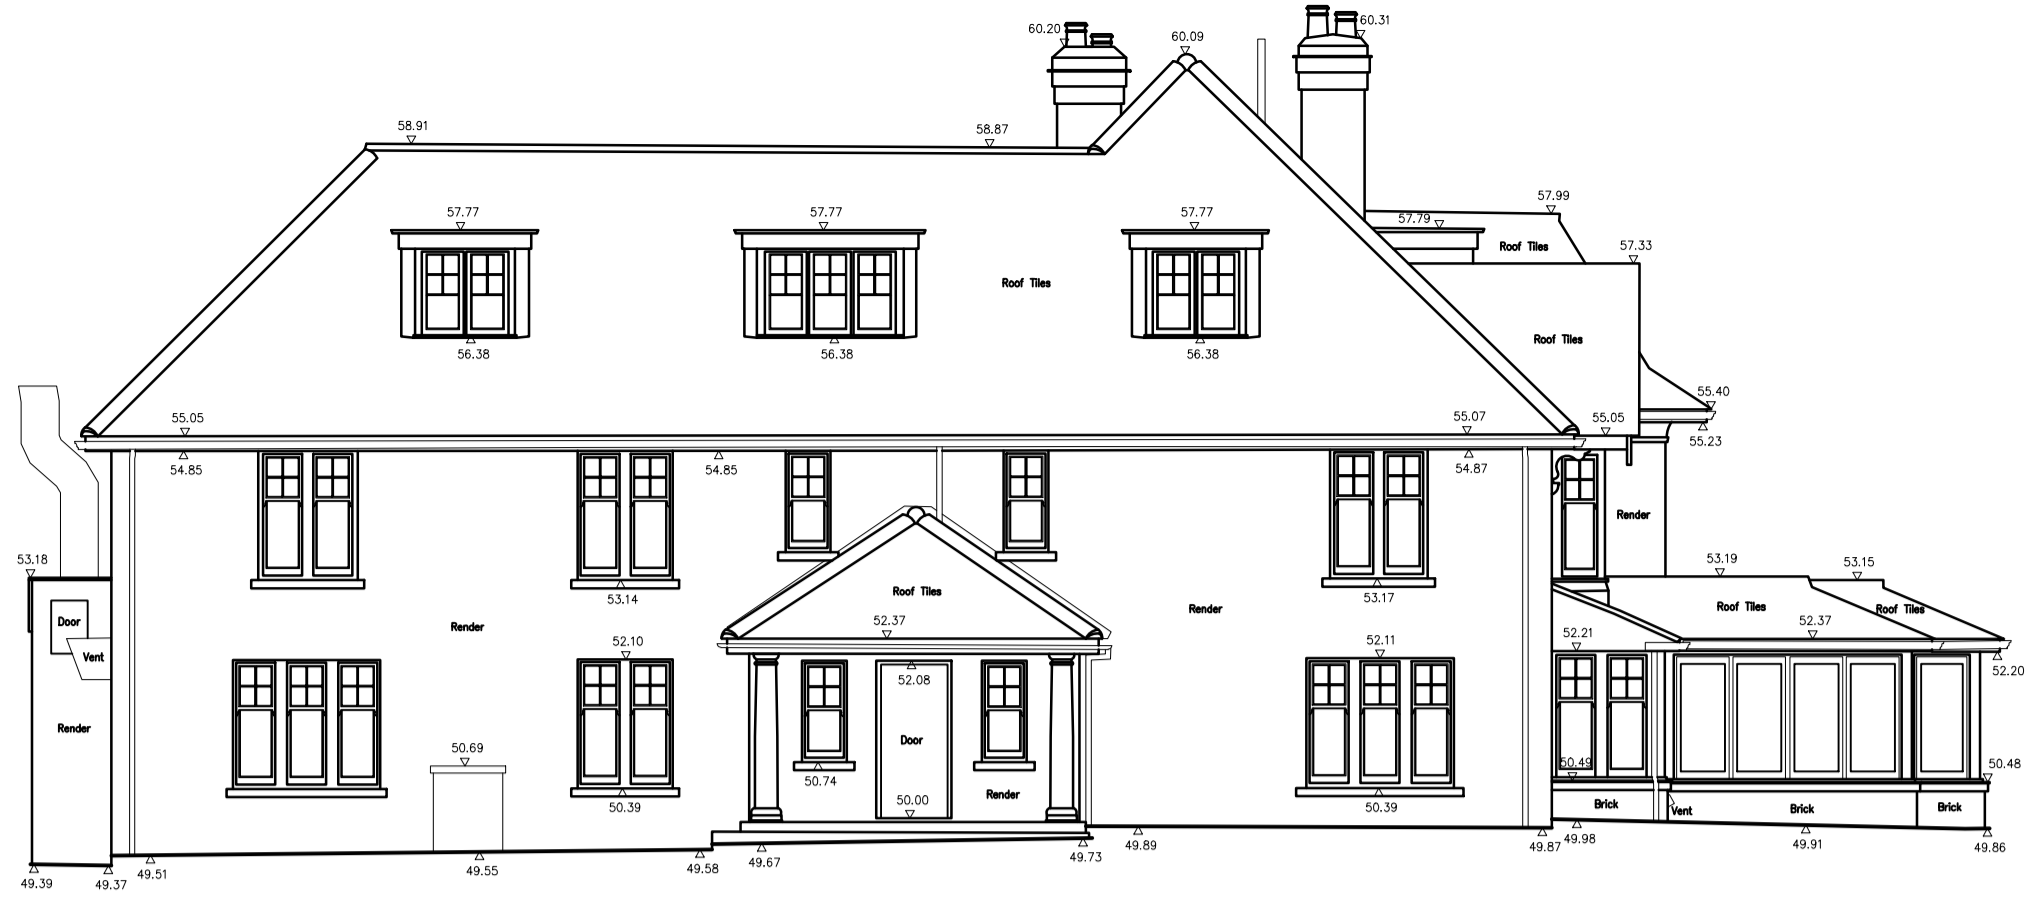 60.20
60.09
60.31
58.91
58.87
57.77
57.77
57.77
57.79
57.99
57.33
Roof Tiles
Roof Tiles
Roof Tiles
56.38
56.38
56.38
55.40
55.05
55.07
55.05
55.23
54.85
54.85
54.87
Render
53.18
53.14
53.17
53.19
53.15
Roof Tiles
Render
Roof Tiles
Roof Tiles
Door
Render
52.37
52.37
52.10
52.11
52.21
Vent
52.08
52.20
Render
Door
50.69
50.74
50.49
50.48
50.39
Render
50.39
50.00
Brick
Vent
Brick
Brick
49.89
49.87
49.98
49.91
49.86
49.39
49.37
49.51
49.55
49.58
49.67
49.73